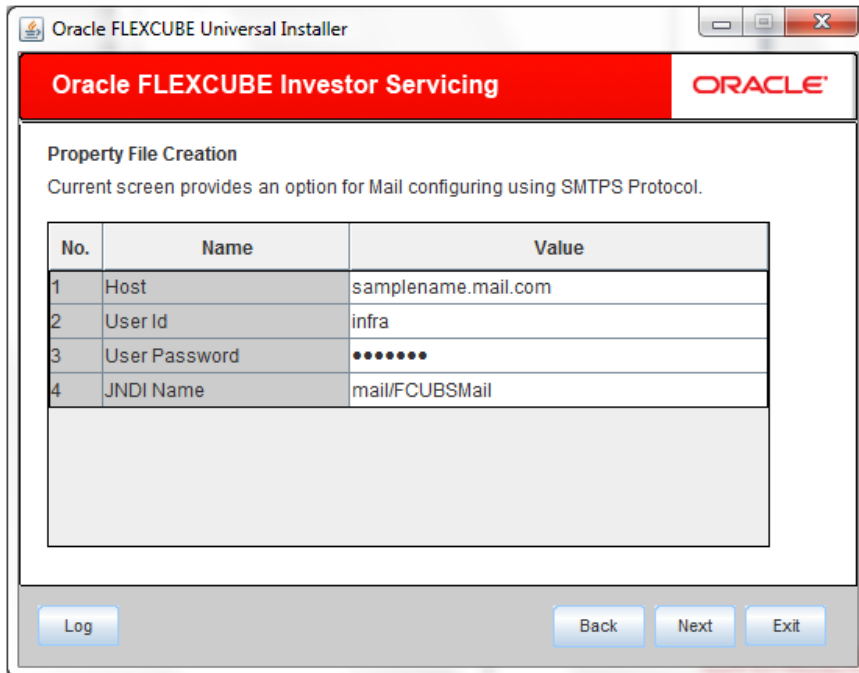 Oracle FLEXCUBE Universal Installer
Oracle FLEXCUBE Investor Servicing
ORACLE
Property File Creation
Current screen provides an option for Mail configuring using SMTPS Protocol.
No. Name Value
1 Host samplename.mail.com
2 User Id infra
3 User Password •••••••
4 JNDI Name mail/FCUBSMail
Log Back Next Exit